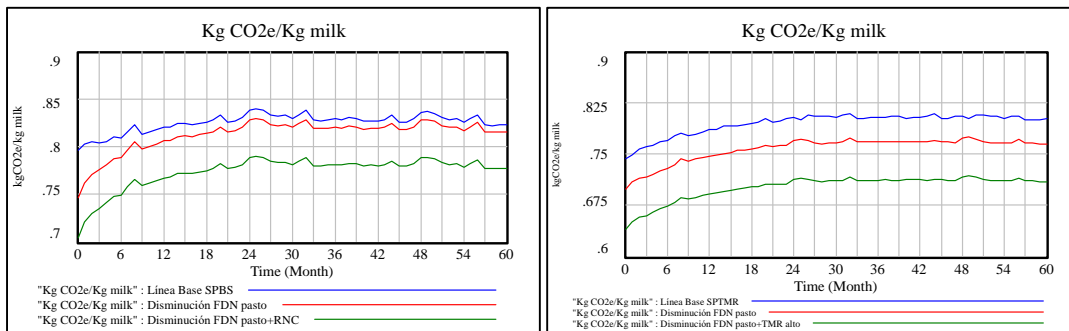 Kg CO2e/Kg milk
.9
.85
.8
.75
.7
kgCO2e/kg milk
0 6 12 18 24 30 36 42 48 54 60
Time (Month)
"Kg CO2e/Kg milk" : Línea Base SPBS
"Kg CO2e/Kg milk" : Disminución FDN pasto
"Kg CO2e/Kg milk" : Disminución FDN pasto+RNC
Kg CO2e/Kg milk
.9
.825
.75
.675
.6
kgCO2e/kg milk
0 6 12 18 24 30 36 42 48 54 60
Time (Month)
"Kg CO2e/Kg milk" : Línea Base SPTMR
"Kg CO2e/Kg milk" : Disminución FDN pasto
"Kg CO2e/Kg milk" : Disminución FDN pasto+TMR alto